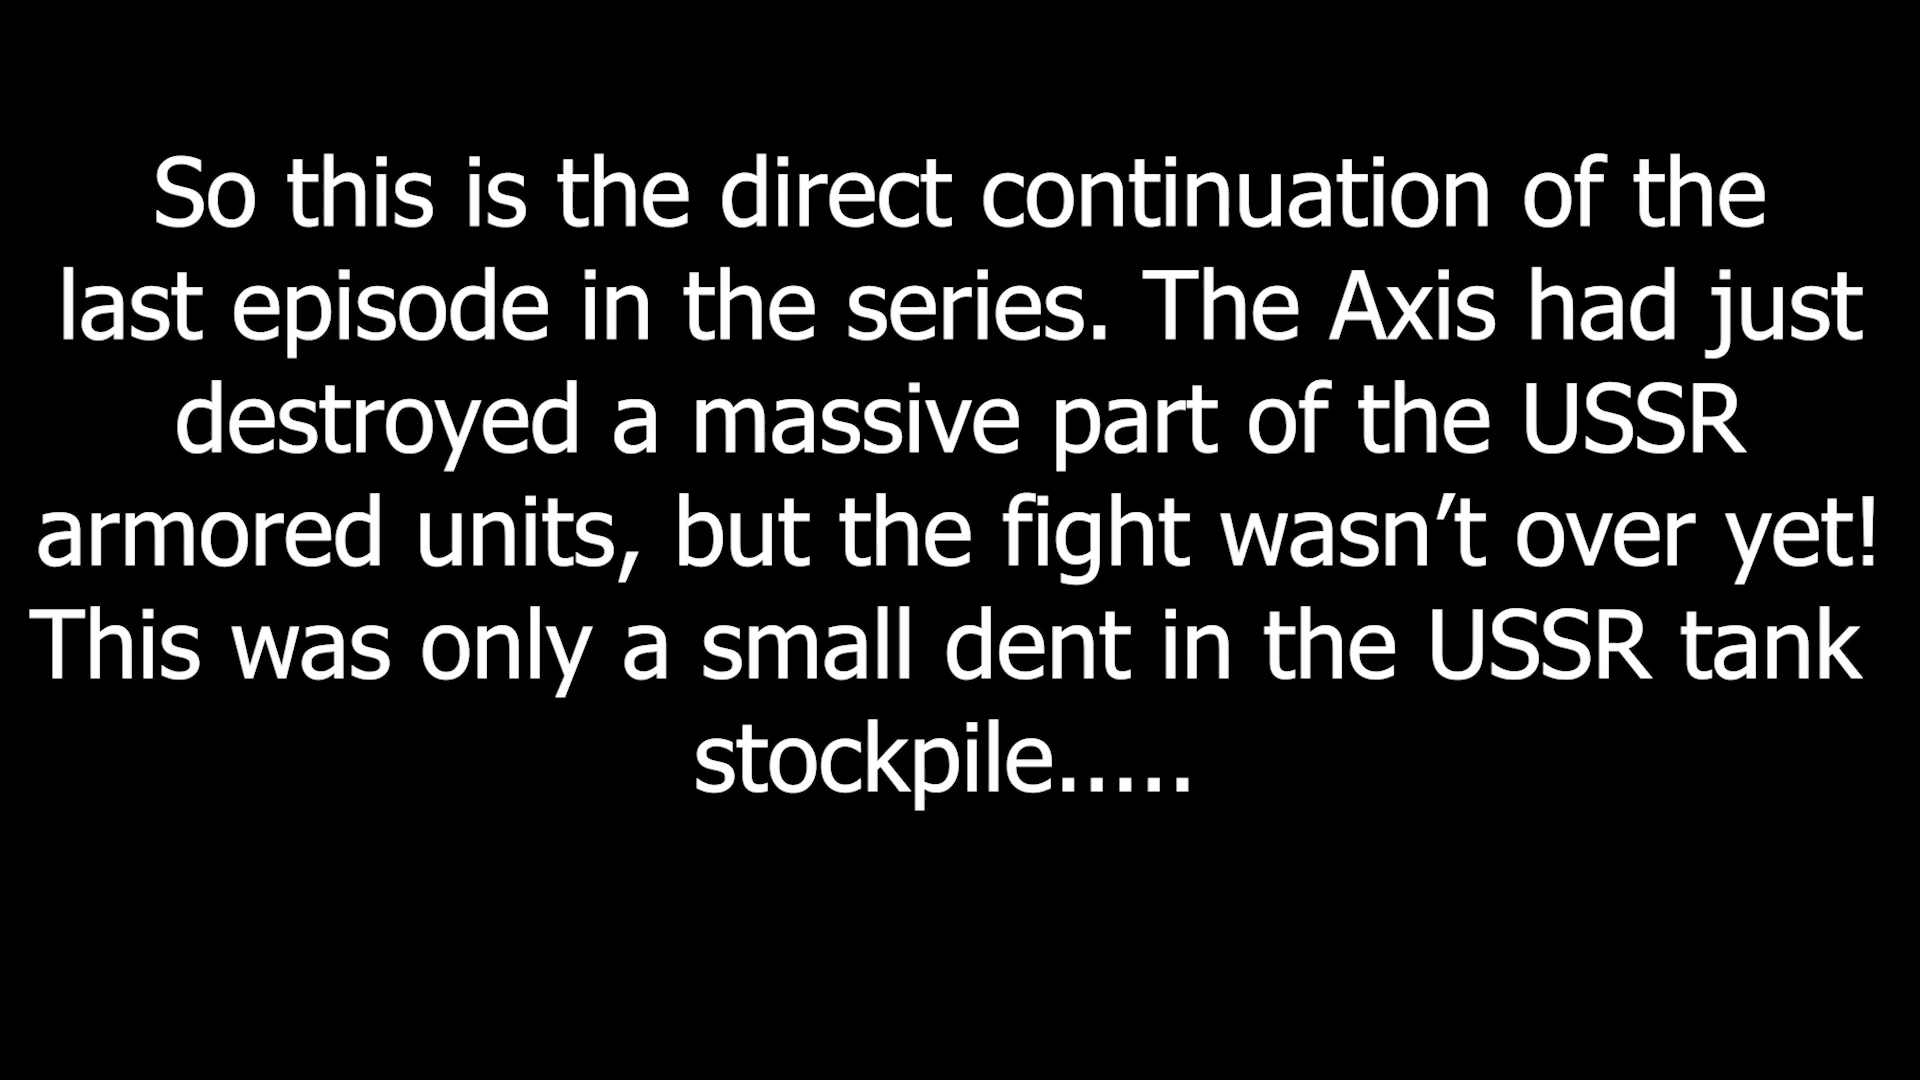 So this is the direct continuation of the
last episode in the series. The Axis had just
destroyed a massive part of the USSR
armored units, but the fight wasn’t over yet!
This was only a small dent in the USSR tank
stockpile.....